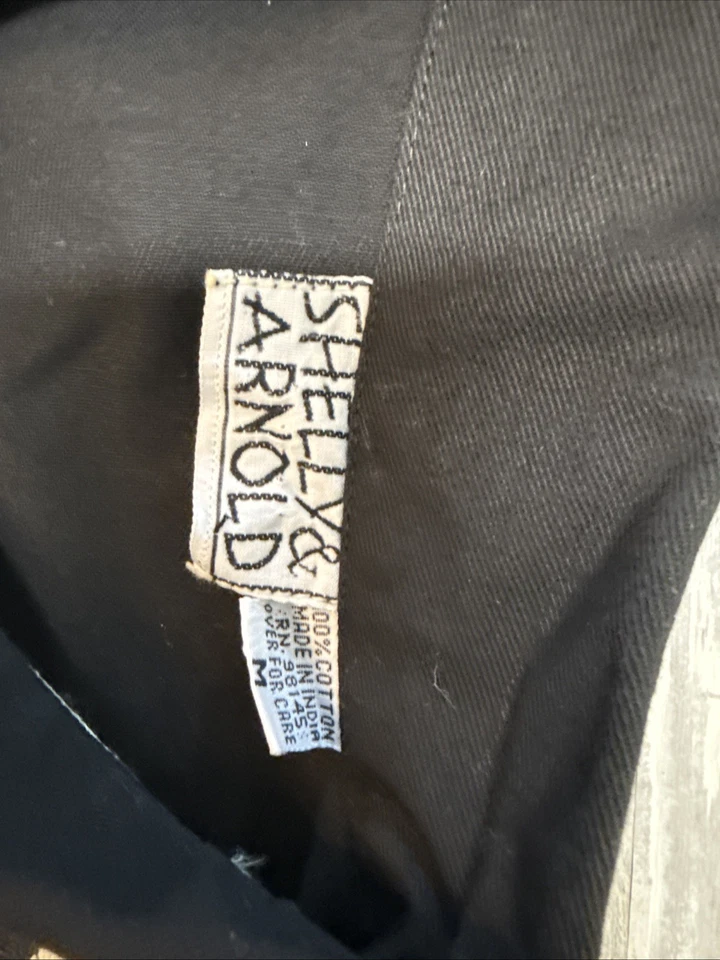 SHELLY &
ARNOLD
100% COTTON
MADE IN INDIA
RN. 98145
OVER FOR CARE
M